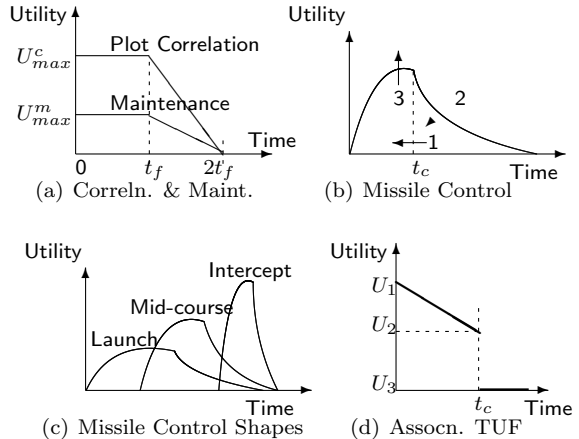 Utility
U^c_max
Plot Correlation
U^m_max
Maintenance
Time
0
t_f
2t_f
(a) Correln. & Maint.
Utility
3
2
1
t_c
Time
(b) Missile Control
Utility
Intercept
Mid-course
Launch
Time
(c) Missile Control Shapes
Utility
U_1
U_2
U_3
t_c
Time
(d) Assocn. TUF